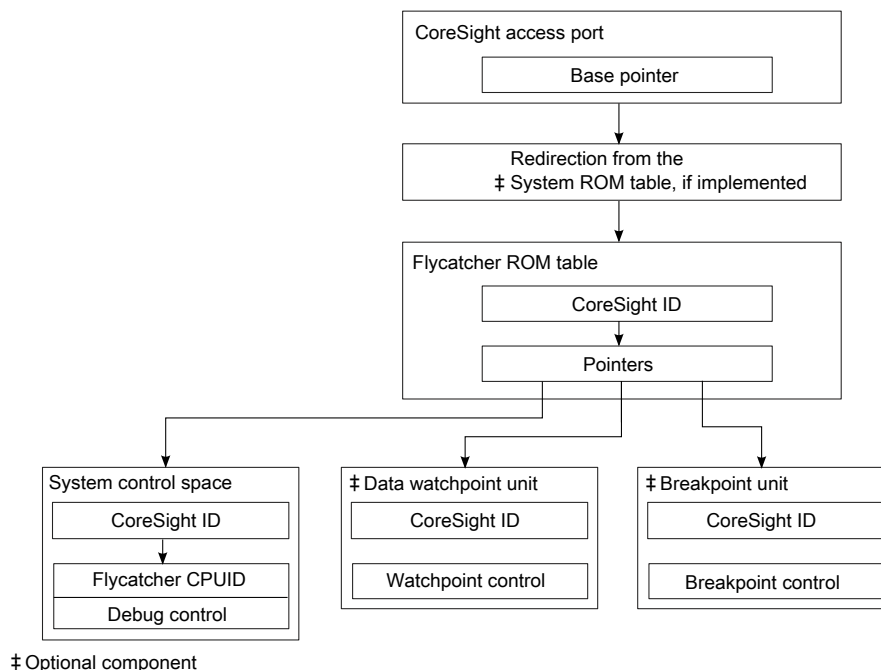 CoreSight access port
Base pointer
Redirection from the
‡ System ROM table, if implemented
Flycatcher ROM table
CoreSight ID
Pointers
System control space
CoreSight ID
Flycatcher CPUID
Debug control
‡ Data watchpoint unit
CoreSight ID
Watchpoint control
‡ Breakpoint unit
CoreSight ID
Breakpoint control
‡ Optional component